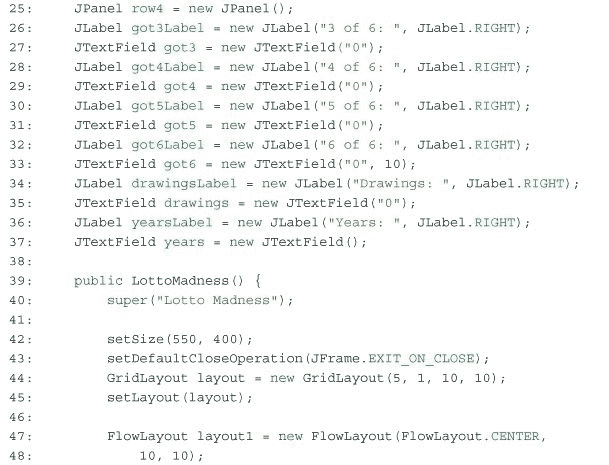 25:     JPanel row4 = new JPanel();
26:     JLabel got3Label = new JLabel("3 of 6: ", JLabel.RIGHT);
27:     JTextField got3 = new JTextField("0");
28:     JLabel got4Label = new JLabel("4 of 6: ", JLabel.RIGHT);
29:     JTextField got4 = new JTextField("0");
30:     JLabel got5Label = new JLabel("5 of 6: ", JLabel.RIGHT);
31:     JTextField got5 = new JTextField("0");
32:     JLabel got6Label = new JLabel("6 of 6: ", JLabel.RIGHT);
33:     JTextField got6 = new JTextField("0", 10);
34:     JLabel drawingsLabel = new JLabel("Drawings: ", JLabel.RIGHT);
35:     JTextField drawings = new JTextField("0");
36:     JLabel yearsLabel = new JLabel("Years: ", JLabel.RIGHT);
37:     JTextField years = new JTextField();
38:
39:     public LottoMadness() {
40:         super("Lotto Madness");
41:
42:         setSize(550, 400);
43:         setDefaultCloseOperation(JFrame.EXIT_ON_CLOSE);
44:         GridLayout layout = new GridLayout(5, 1, 10, 10);
45:         setLayout(layout);
46:
47:         FlowLayout layout1 = new FlowLayout(FlowLayout.CENTER,
48:             10, 10);